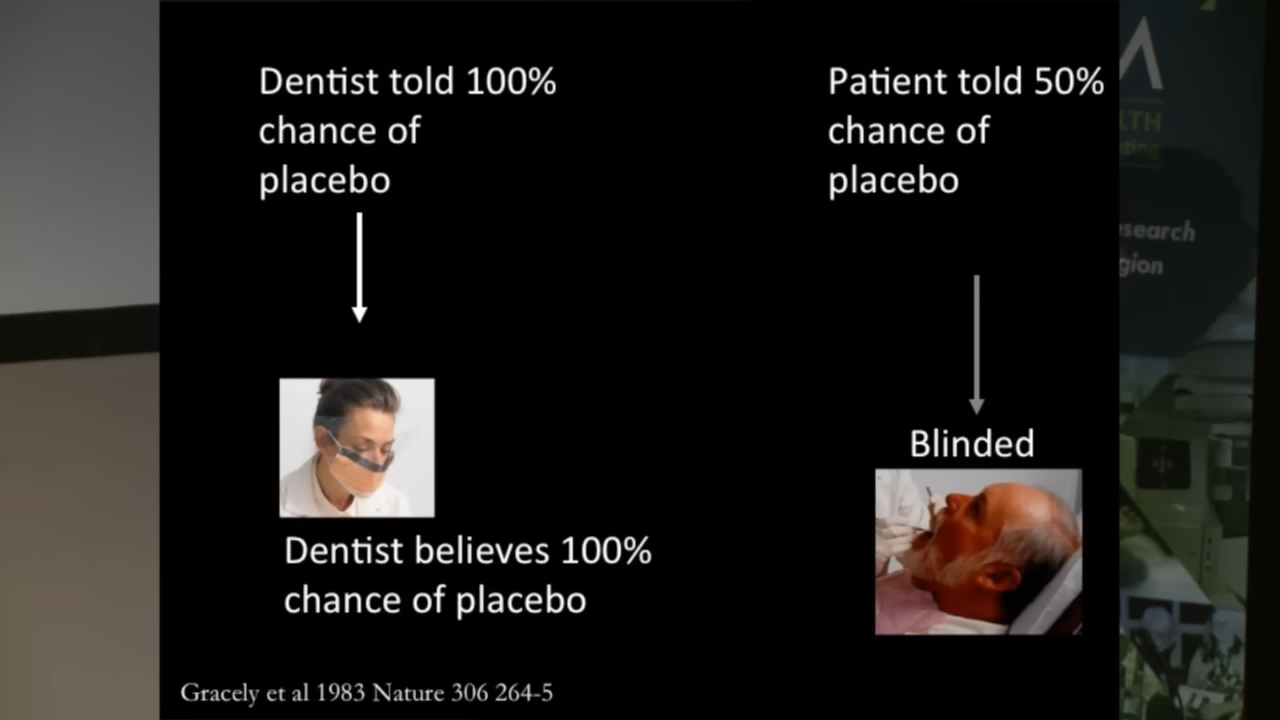 Dentist told 100%
chance of
placebo
Patient told 50%
chance of
placebo
Blinded
Dentist believes 100%
chance of placebo
Gracely et al 1983 Nature 306 264-5